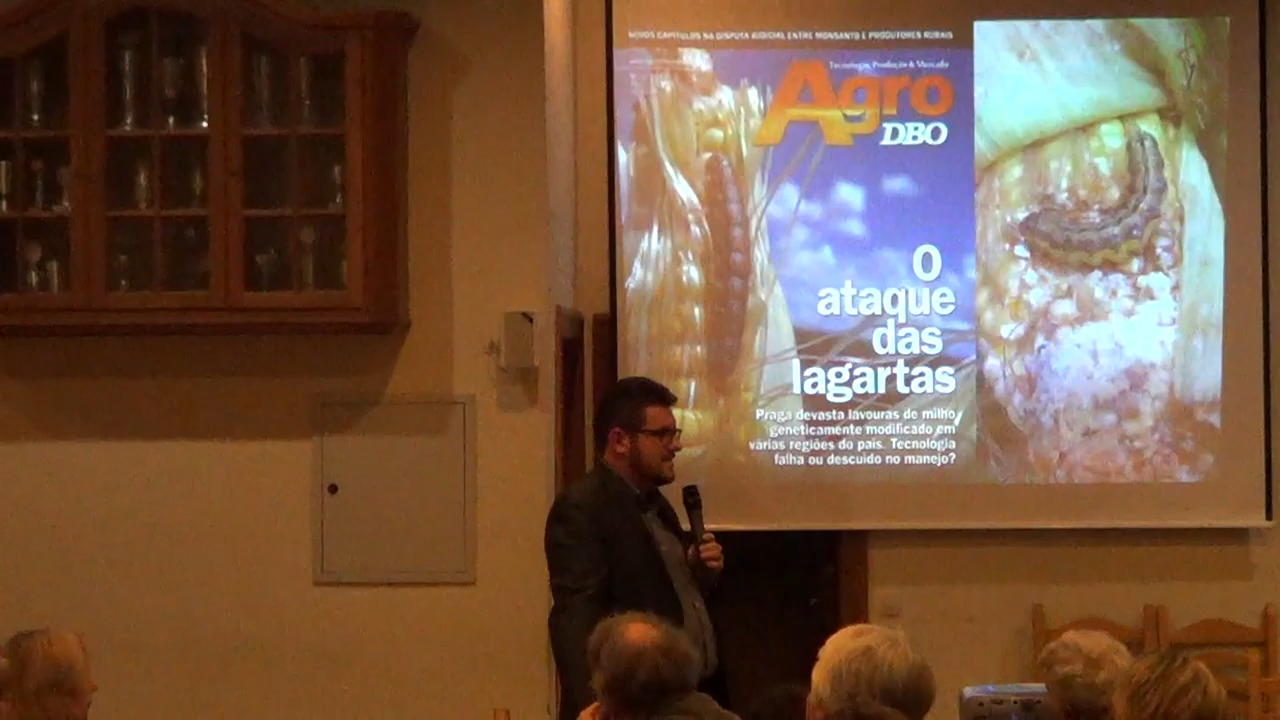 NOVOS CAPÍTULOS NA DISPUTA JUDICIAL ENTRE MONSANTO E PRODUTORES RURAIS
Tecnologia, Produção & Mercado
Agro
DBO
O
ataque
das
lagartas
Praga devasta lavouras de milho
geneticamente modificado em
várias regiões do país. Tecnologia
falha ou descuido no manejo?